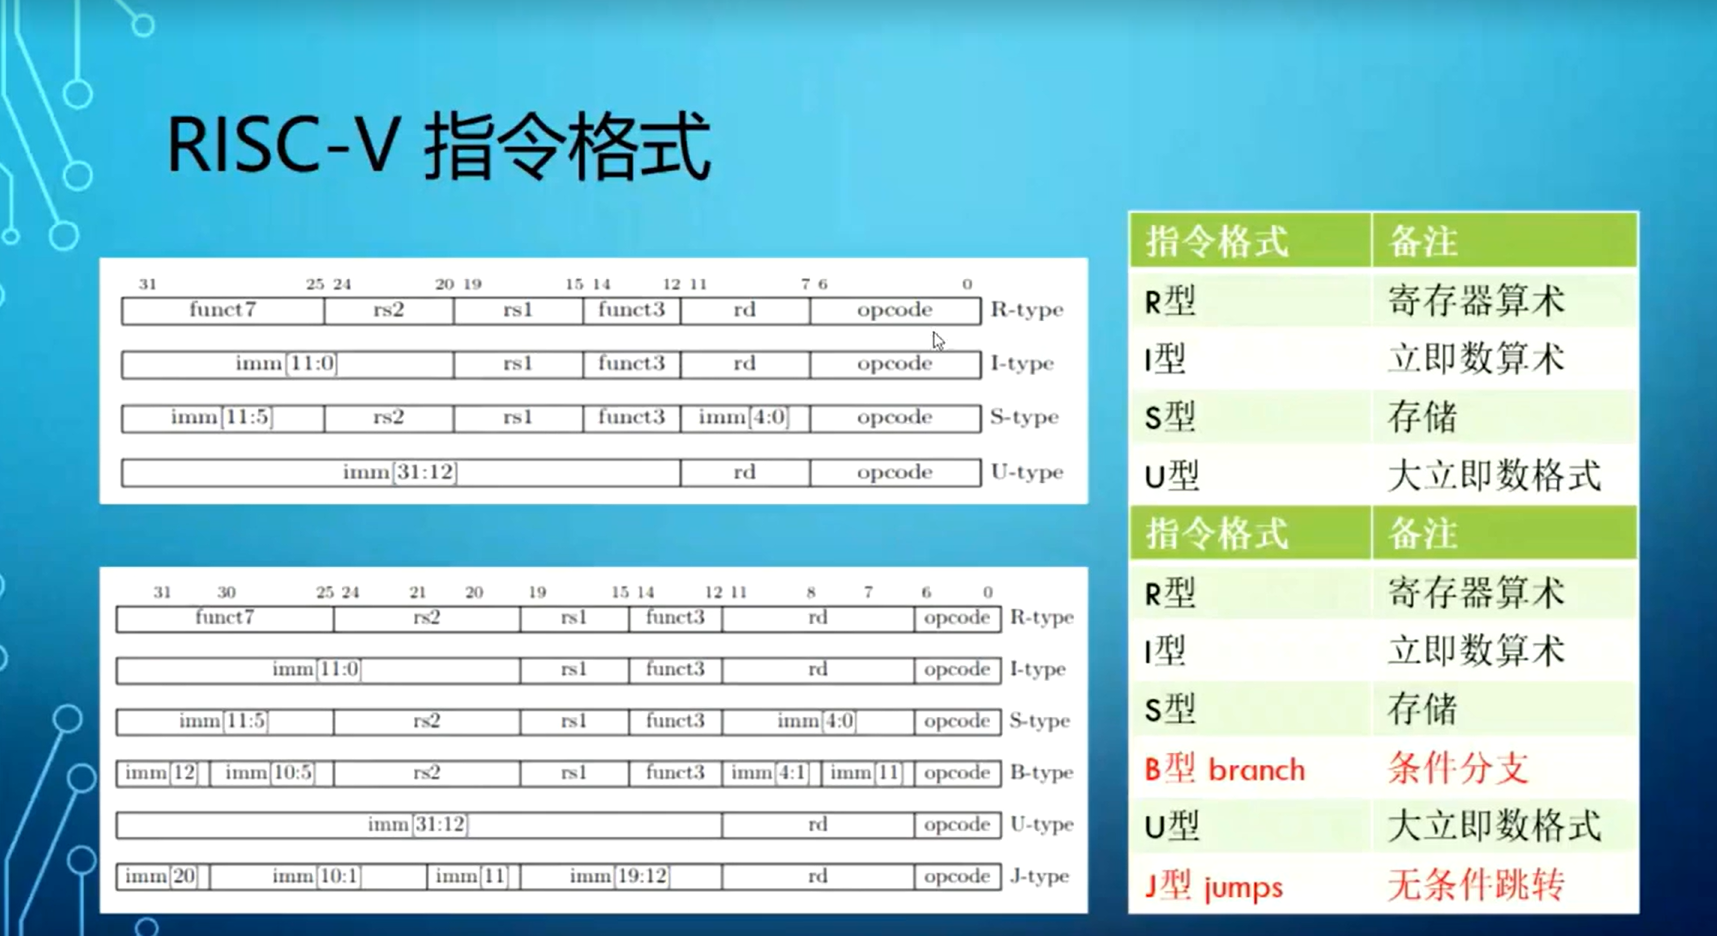 RISC-V 指令格式
31 25 24 20 19 15 14 12 11 7 6 0
funct7 rs2 rs1 funct3 rd opcode R-type
imm[11:0] rs1 funct3 rd opcode I-type
imm[11:5] rs2 rs1 funct3 imm[4:0] opcode S-type
imm[31:12] rd opcode U-type
31 30 25 24 21 20 19 15 14 12 11 8 7 6 0
funct7 rs2 rs1 funct3 rd opcode R-type
imm[11:0] rs1 funct3 rd opcode I-type
imm[11:5] rs2 rs1 funct3 imm[4:0] opcode S-type
imm[12] imm[10:5] rs2 rs1 funct3 imm[4:1] imm[11] opcode B-type
imm[31:12] rd opcode U-type
imm[20] imm[10:1] imm[11] imm[19:12] rd opcode J-type
指令格式 备注
R型 寄存器算术
I型 立即数算术
S型 存储
U型 大立即数格式
指令格式 备注
R型 寄存器算术
I型 立即数算术
S型 存储
B型 branch 条件分支
U型 大立即数格式
J型 jumps 无条件跳转